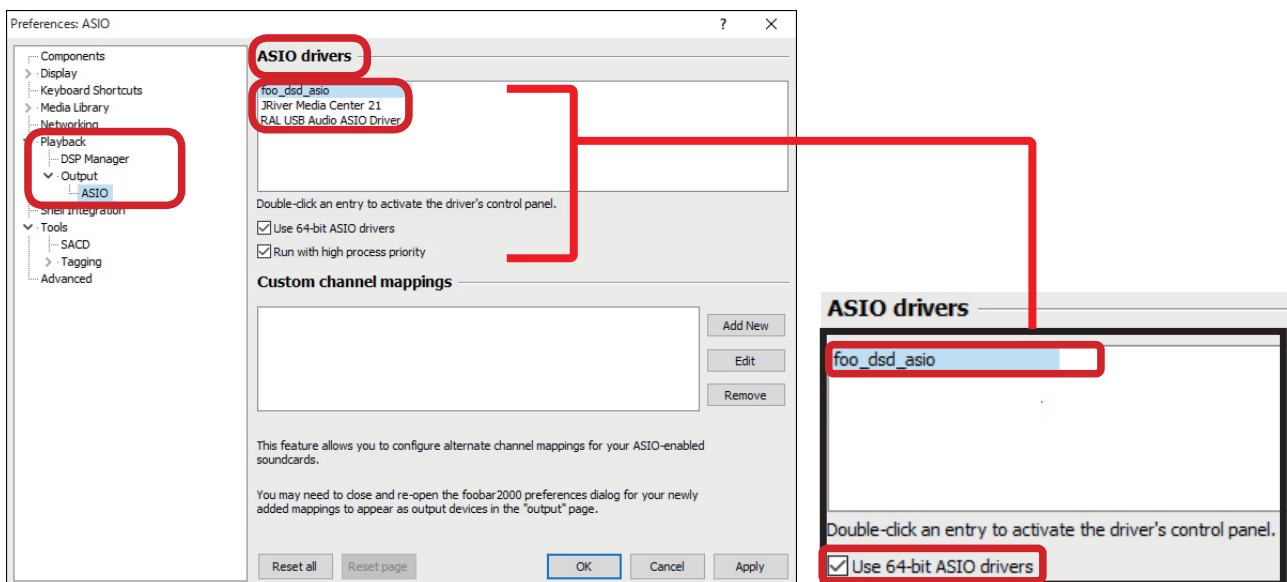 Preferences: ASIO
Components
Display
Keyboard Shortcuts
Media Library
Networking
Playback
DSP Manager
Output
ASIO
Shell Integration
Tools
SACD
Tagging
Advanced
ASIO drivers
foo_dsd_asio
JRiver Media Center 21
RAL USB Audio ASIO Driver
Double-click an entry to activate the driver's control panel.
Use 64-bit ASIO drivers
Run with high process priority
Custom channel mappings
Add New
Edit
Remove
This feature allows you to configure alternate channel mappings for your ASIO-enabled
soundcards.
You may need to close and re-open the foobar2000 preferences dialog for your newly
added mappings to appear as output devices in the "output" page.
Reset all
Reset page
OK
Cancel
Apply
ASIO drivers
foo_dsd_asio
Double-click an entry to activate the driver's control panel.
Use 64-bit ASIO drivers